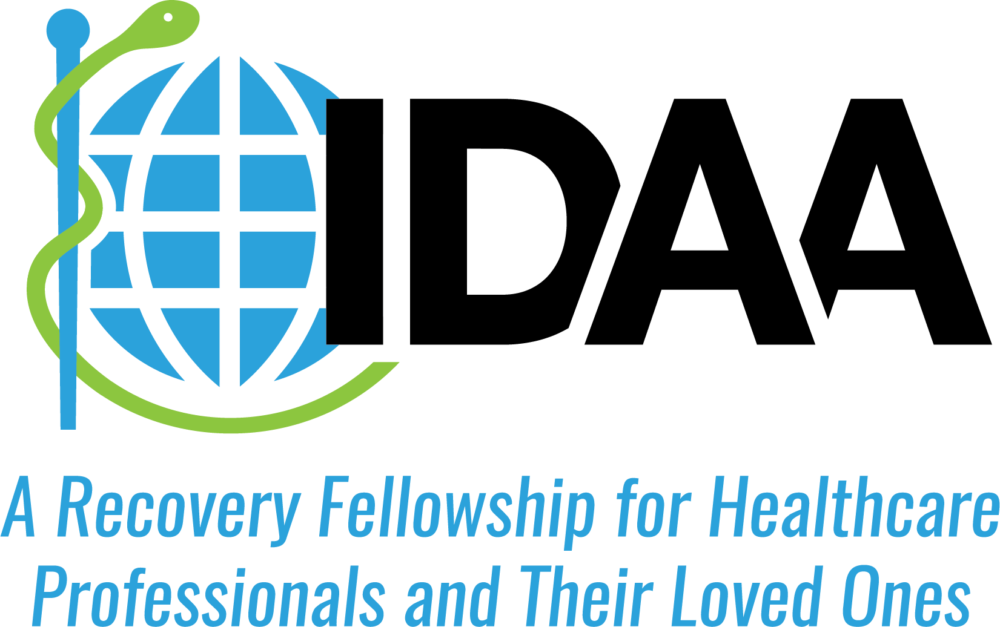 IDAA
A Recovery Fellowship for Healthcare
Professionals and Their Loved Ones